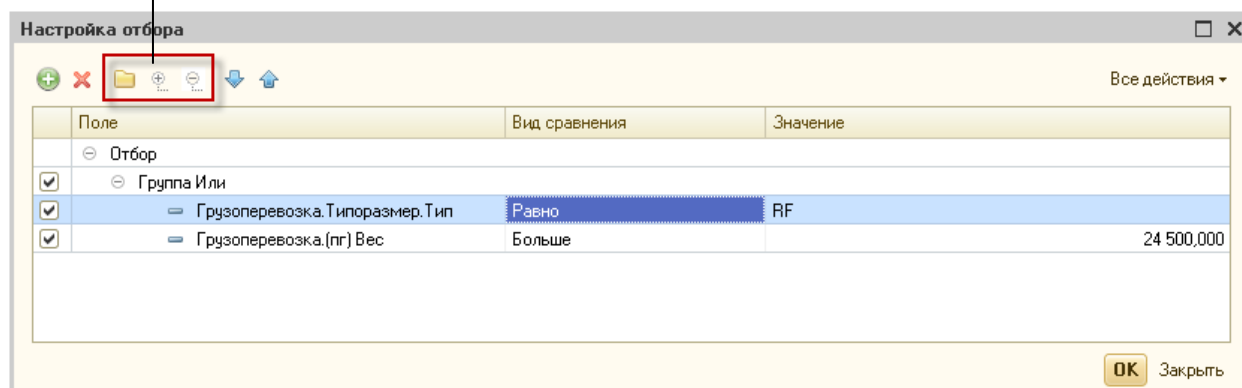 Настройка отбора
Все действия
Поле Вид сравнения Значение
Отбор
Группа Или
Грузоперевозка.Типоразмер.Тип Равно RF
Грузоперевозка.(пг) Вес Больше 24 500,000
OK Закрыть